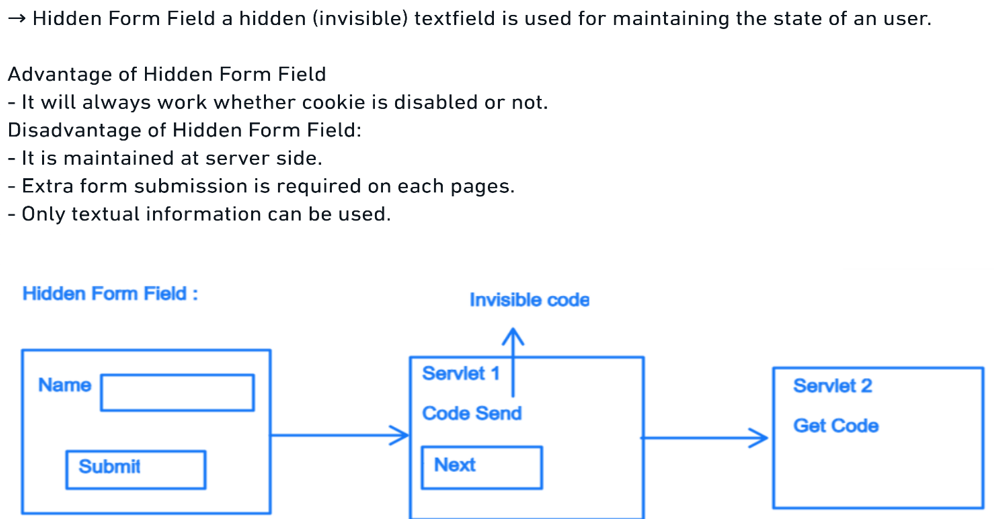 → Hidden Form Field a hidden (invisible) textfield is used for maintaining the state of an user.
Advantage of Hidden Form Field
- It will always work whether cookie is disabled or not.
Disadvantage of Hidden Form Field:
- It is maintained at server side.
- Extra form submission is required on each pages.
- Only textual information can be used.
Hidden Form Field :
Name
Submit
Invisible code
Servlet 1
Code Send
Next
Servlet 2
Get Code